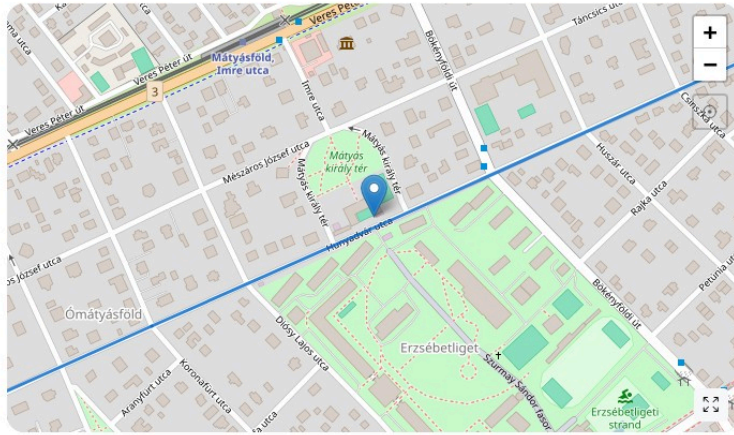 Táncsics utca
Veres Péter út
Mátyásföld,
Imre utca
Bökényföldi út
3
Veres Péter út
Imre utca
Csinszka utca
Mátyás király tér
Mátyás
király tér
Mészáros József utca
Mátyás király tér
Huszár utca
Rajka utca
Hunyadvár utca
József utca
Ómátyásföld
Bökényföldi út
Erzsébetliget
Diósy Lajos utca
Szurmay Sándor fasor
Koronafürt utca
Aranyfürt utca
Erzsébetligeti
strand
+
−